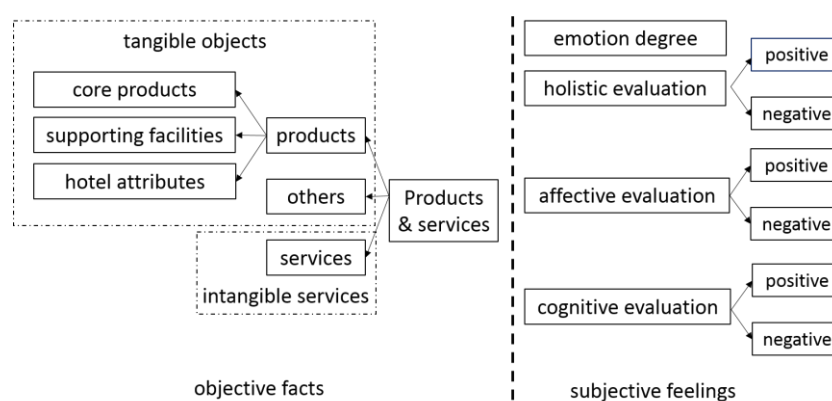 tangible objects
core products
supporting facilities
hotel attributes
products
others
services
intangible services
Products
& services
objective facts
emotion degree
holistic evaluation
positive
negative
affective evaluation
positive
negative
cognitive evaluation
positive
negative
subjective feelings